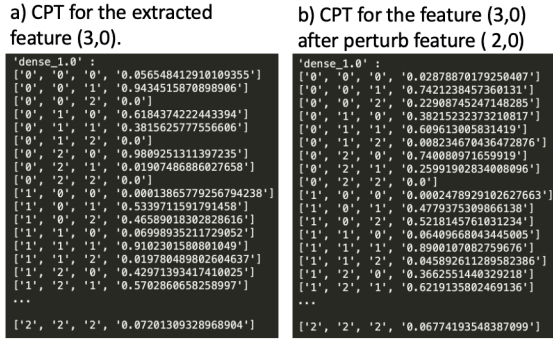 a) CPT for the extracted
feature (3,0).
'dense_1.0' :
['0', '0', '0', '0.056548412910109355']
['0', '0', '1', '0.9434515870898906']
['0', '0', '2', '0.0']
['0', '1', '0', '0.6184374222443394']
['0', '1', '1', '0.3815625777556606']
['0', '1', '2', '0.0']
['0', '2', '0', '0.9809251311397235']
['0', '2', '1', '0.01907486886027658']
['0', '2', '2', '0.0']
['1', '0', '0', '0.00013865779256794238']
['1', '0', '1', '0.5339711591791458']
['1', '0', '2', '0.46589018302828616']
['1', '1', '0', '0.06998935211729052']
['1', '1', '1', '0.9102301580801049']
['1', '1', '2', '0.019780489802604637']
['1', '2', '0', '0.42971393417410025']
['1', '2', '1', '0.5702860658258997']
...
['2', '2', '2', '0.07201309328968904']
b) CPT for the feature (3,0)
after perturb feature ( 2,0)
'dense_1.0' :
['0', '0', '0', '0.02878870179250407']
['0', '0', '1', '0.7421238457360131']
['0', '0', '2', '0.22908745247148285']
['0', '1', '0', '0.38215232373210817']
['0', '1', '1', '0.609613005831419']
['0', '1', '2', '0.008234670436472876']
['0', '2', '0', '0.740080971659919']
['0', '2', '1', '0.25991902834008096']
['0', '2', '2', '0.0']
['1', '0', '0', '0.0002478929102627663']
['1', '0', '1', '0.4779375309866138']
['1', '0', '2', '0.5218145761031234']
['1', '1', '0', '0.06409668043445005']
['1', '1', '1', '0.8900107082759676']
['1', '1', '2', '0.045892611289582386']
['1', '2', '0', '0.3662551440329218']
['1', '2', '1', '0.6219135802469136']
...
['2', '2', '2', '0.06774193548387099']